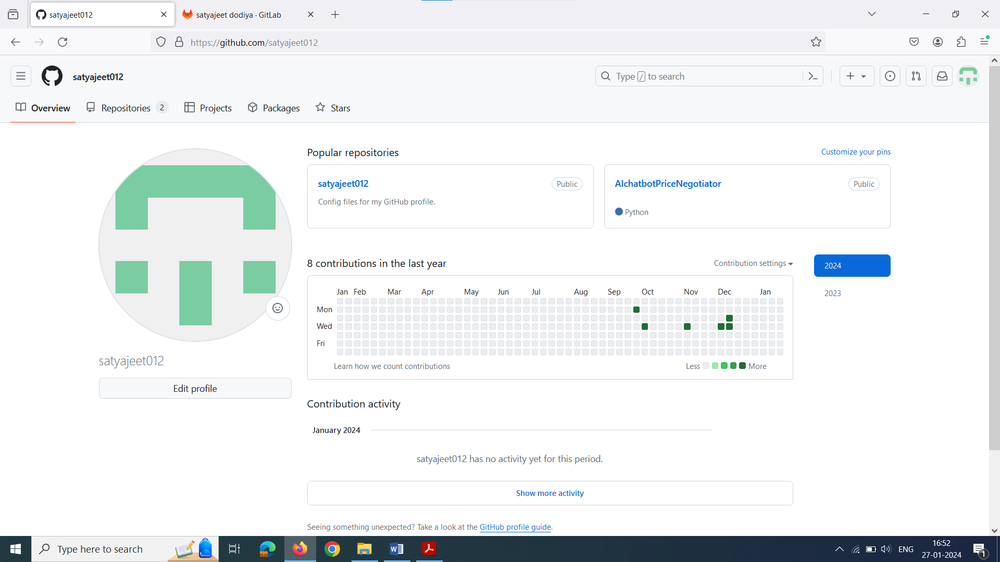 satyajeet012
satyajeet dodiya · GitLab
https://github.com/satyajeet012
satyajeet012
Type / to search
Overview
Repositories 2
Projects
Packages
Stars
Popular repositories
Customize your pins
satyajeet012
Public
Config files for my GitHub profile.
AIchatbotPriceNegotiator
Public
Python
8 contributions in the last year
Contribution settings
2024
2023
Jan Feb Mar Apr May Jun Jul Aug Sep Oct Nov Dec Jan
Mon
Wed
Fri
Learn how we count contributions
Less
More
satyajeet012
Edit profile
Contribution activity
January 2024
satyajeet012 has no activity yet for this period.
Show more activity
Seeing something unexpected? Take a look at the GitHub profile guide.
Type here to search
ENG
16:52
27-01-2024
1